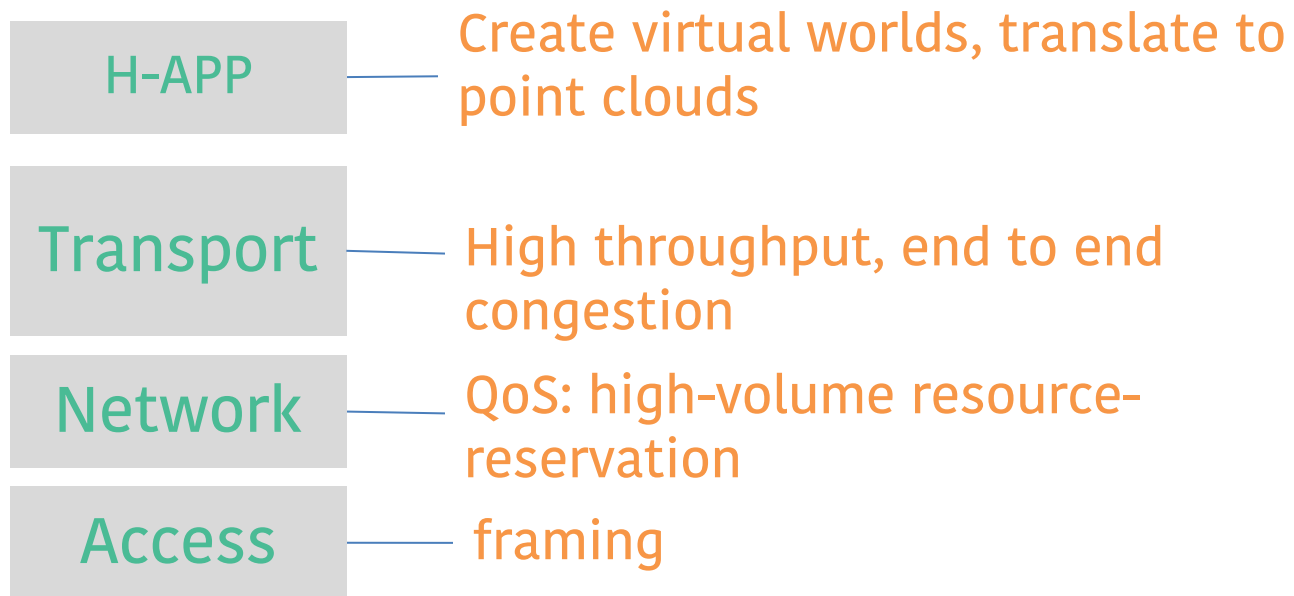 H-APP
Create virtual worlds, translate to
point clouds
Transport
High throughput, end to end
congestion
Network
QoS: high-volume resource-
reservation
Access
framing